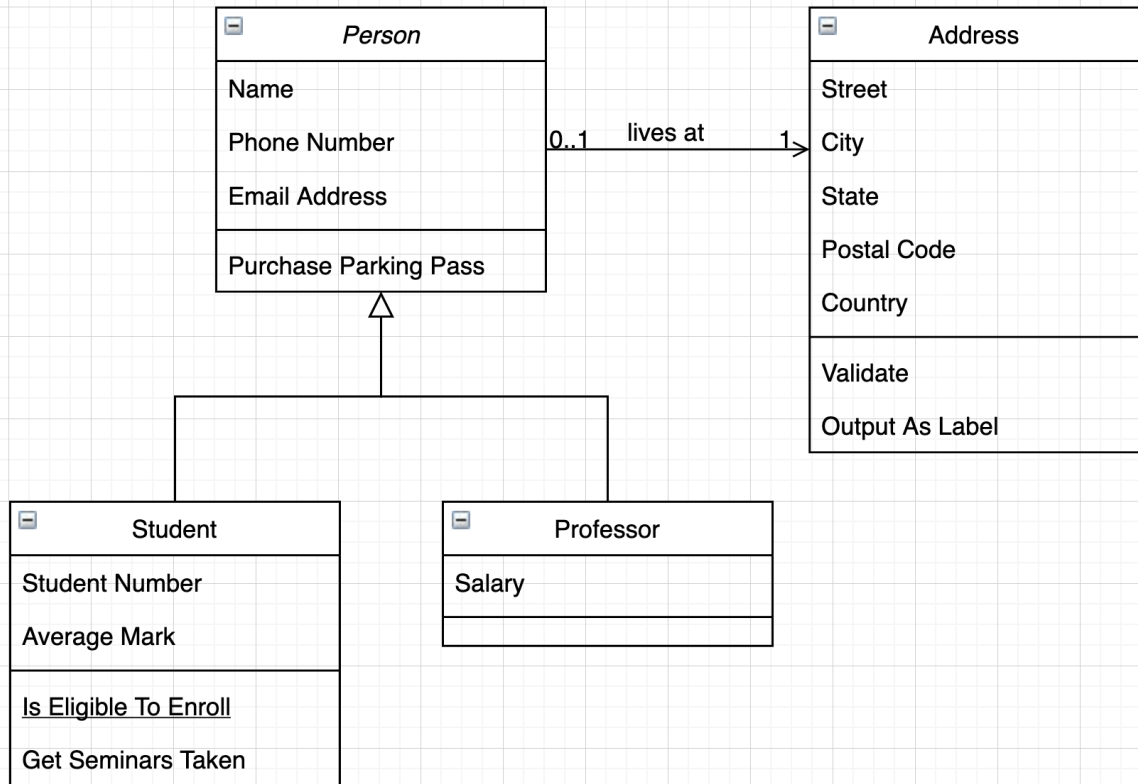 Person
Name
Phone Number
Email Address
Purchase Parking Pass
0..1
lives at
1
Address
Street
City
State
Postal Code
Country
Validate
Output As Label
Student
Student Number
Average Mark
Is Eligible To Enroll
Get Seminars Taken
Professor
Salary